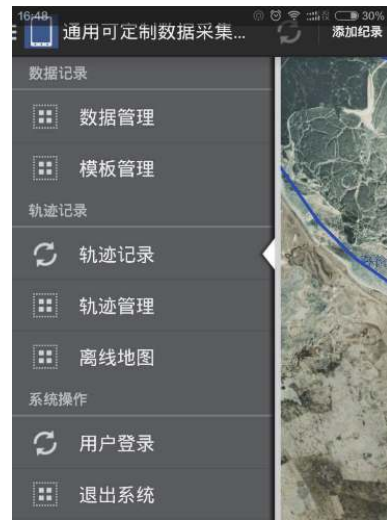 16:48 30%
通用可定制数据采集... 添加纪录
数据记录
数据管理
模板管理
轨迹记录
轨迹记录
轨迹管理
离线地图
系统操作
用户登录
退出系统